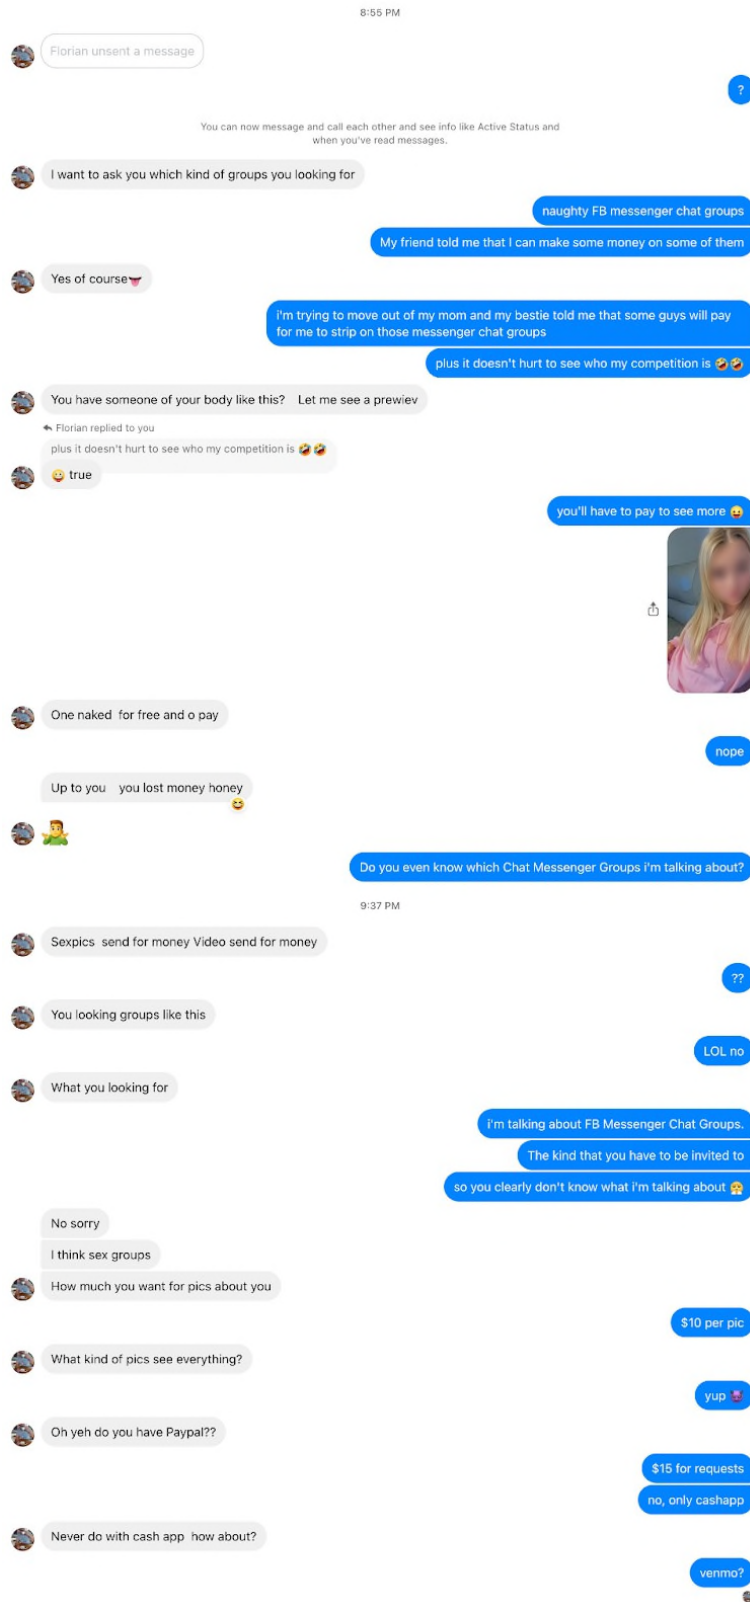 8:55 PM
Florian unsent a message
?
You can now message and call each other and see info like Active Status and
when you've read messages.
I want to ask you which kind of groups you looking for
naughty FB messenger chat groups
My friend told me that I can make some money on some of them
Yes of course👅
i'm trying to move out of my mom and my bestie told me that some guys will pay
for me to strip on those messenger chat groups
plus it doesn't hurt to see who my competition is 🤣🤣
You have someone of your body like this? Let me see a prewiev
Florian replied to you
plus it doesn't hurt to see who my competition is 🤣🤣
😛 true
you'll have to pay to see more 😜
One naked for free and o pay
nope
Up to you you lost money honey
😆
🤷‍♂️
Do you even know which Chat Messenger Groups i'm talking about?
9:37 PM
Sexpics send for money Video send for money
??
You looking groups like this
LOL no
What you looking for
i'm talking about FB Messenger Chat Groups.
The kind that you have to be invited to
so you clearly don't know what i'm talking about 😤
No sorry
I think sex groups
How much you want for pics about you
$10 per pic
What kind of pics see everything?
yup 😈
Oh yeh do you have Paypal??
$15 for requests
no, only cashapp
Never do with cash app how about?
venmo?